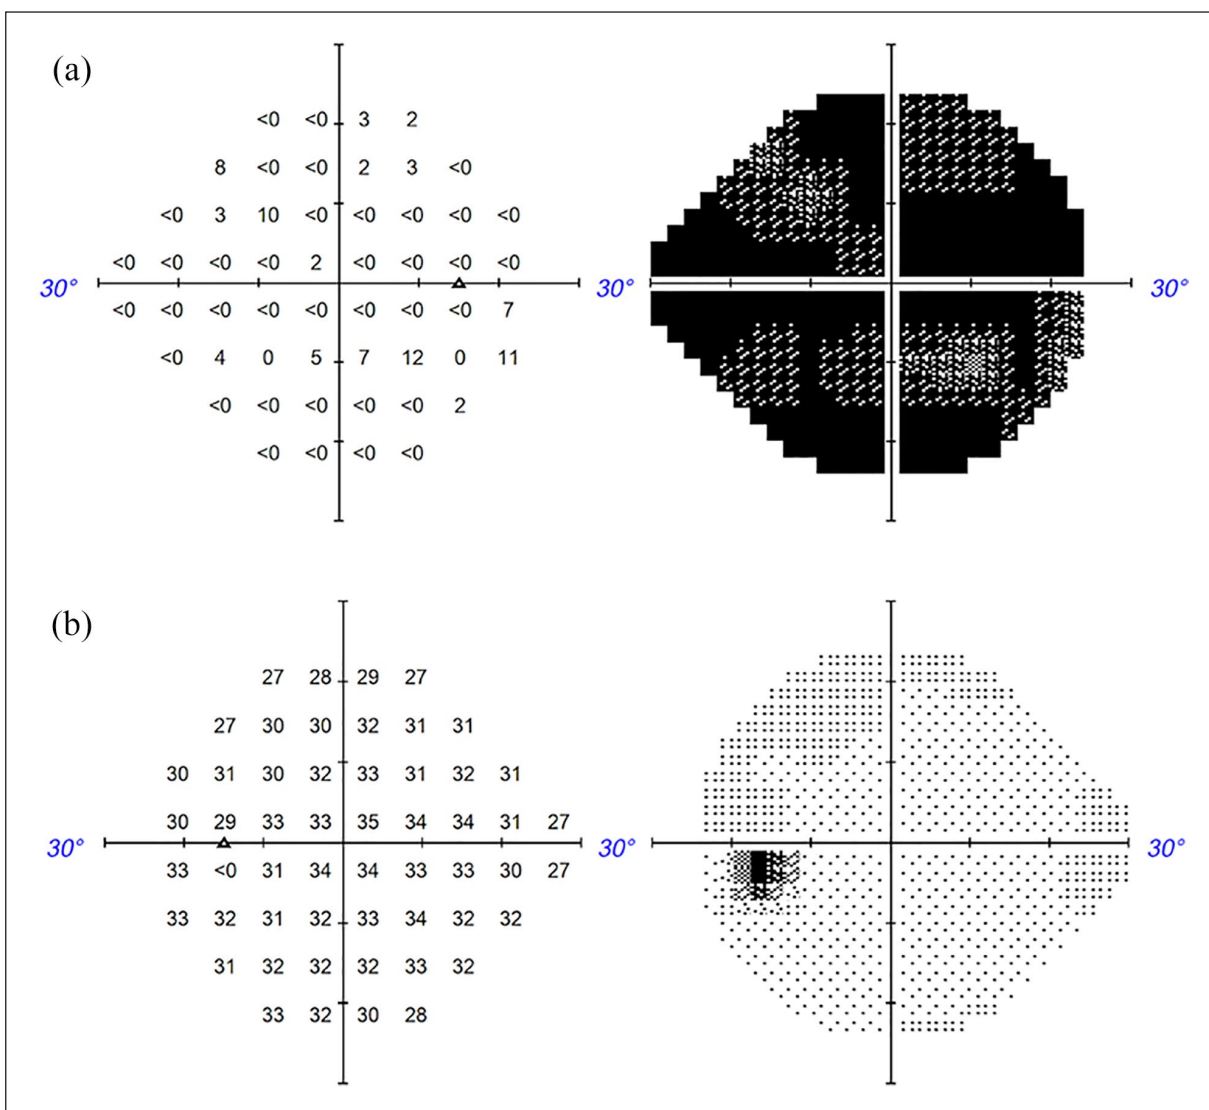 (a)
<0 <0 3 2
8 <0 <0 2 3 <0
<0 3 10 <0 <0 <0 <0 <0
<0 <0 <0 <0 2 <0 <0 <0 <0
30° 30° 30°
<0 <0 <0 <0 <0 <0 <0 <0 7
<0 4 0 5 7 12 0 11
<0 <0 <0 <0 <0 2
<0 <0 <0 <0
(b)
27 28 29 27
27 30 30 32 31 31
30 31 30 32 33 31 32 31
30 29 33 33 35 34 34 31 27
30° 30° 30°
33 <0 31 34 34 33 33 30 27
33 32 31 32 33 34 32 32
31 32 32 32 33 32
33 32 30 28